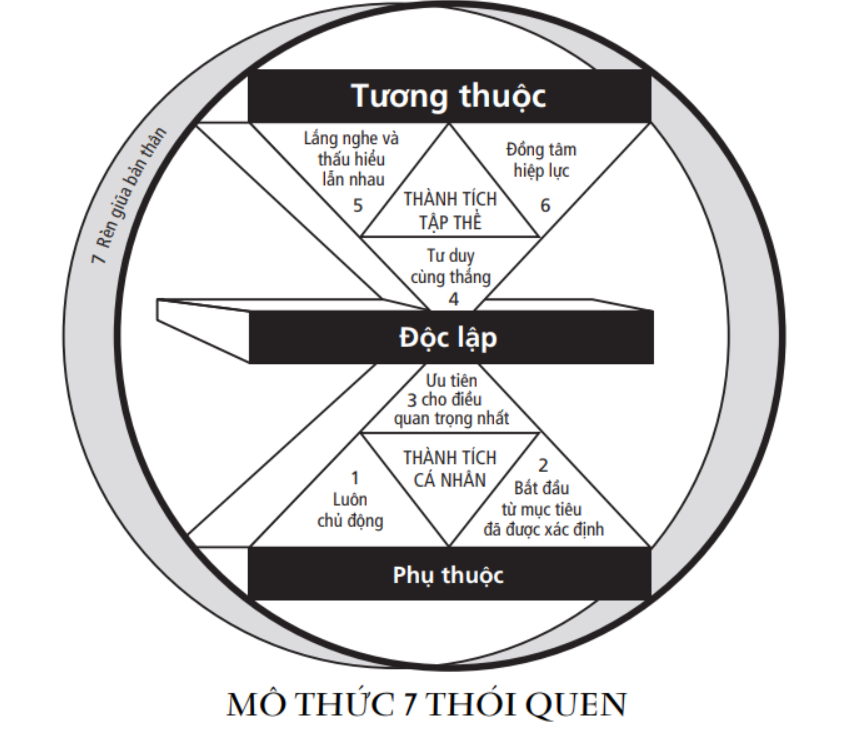 Tương thuộc
Lắng nghe và
thấu hiểu
lẫn nhau
5
THÀNH TÍCH
TẬP THỂ
Đồng tâm
hiệp lực
6
7 Rèn giũa bản thân
Tư duy
cùng thắng
4
Độc lập
Ưu tiên
3 cho điều
quan trọng nhất
THÀNH TÍCH
CÁ NHÂN
1
Luôn
chủ động
2
Bắt đầu
từ mục tiêu
đã được xác định
Phụ thuộc
MÔ THỨC 7 THÓI QUEN